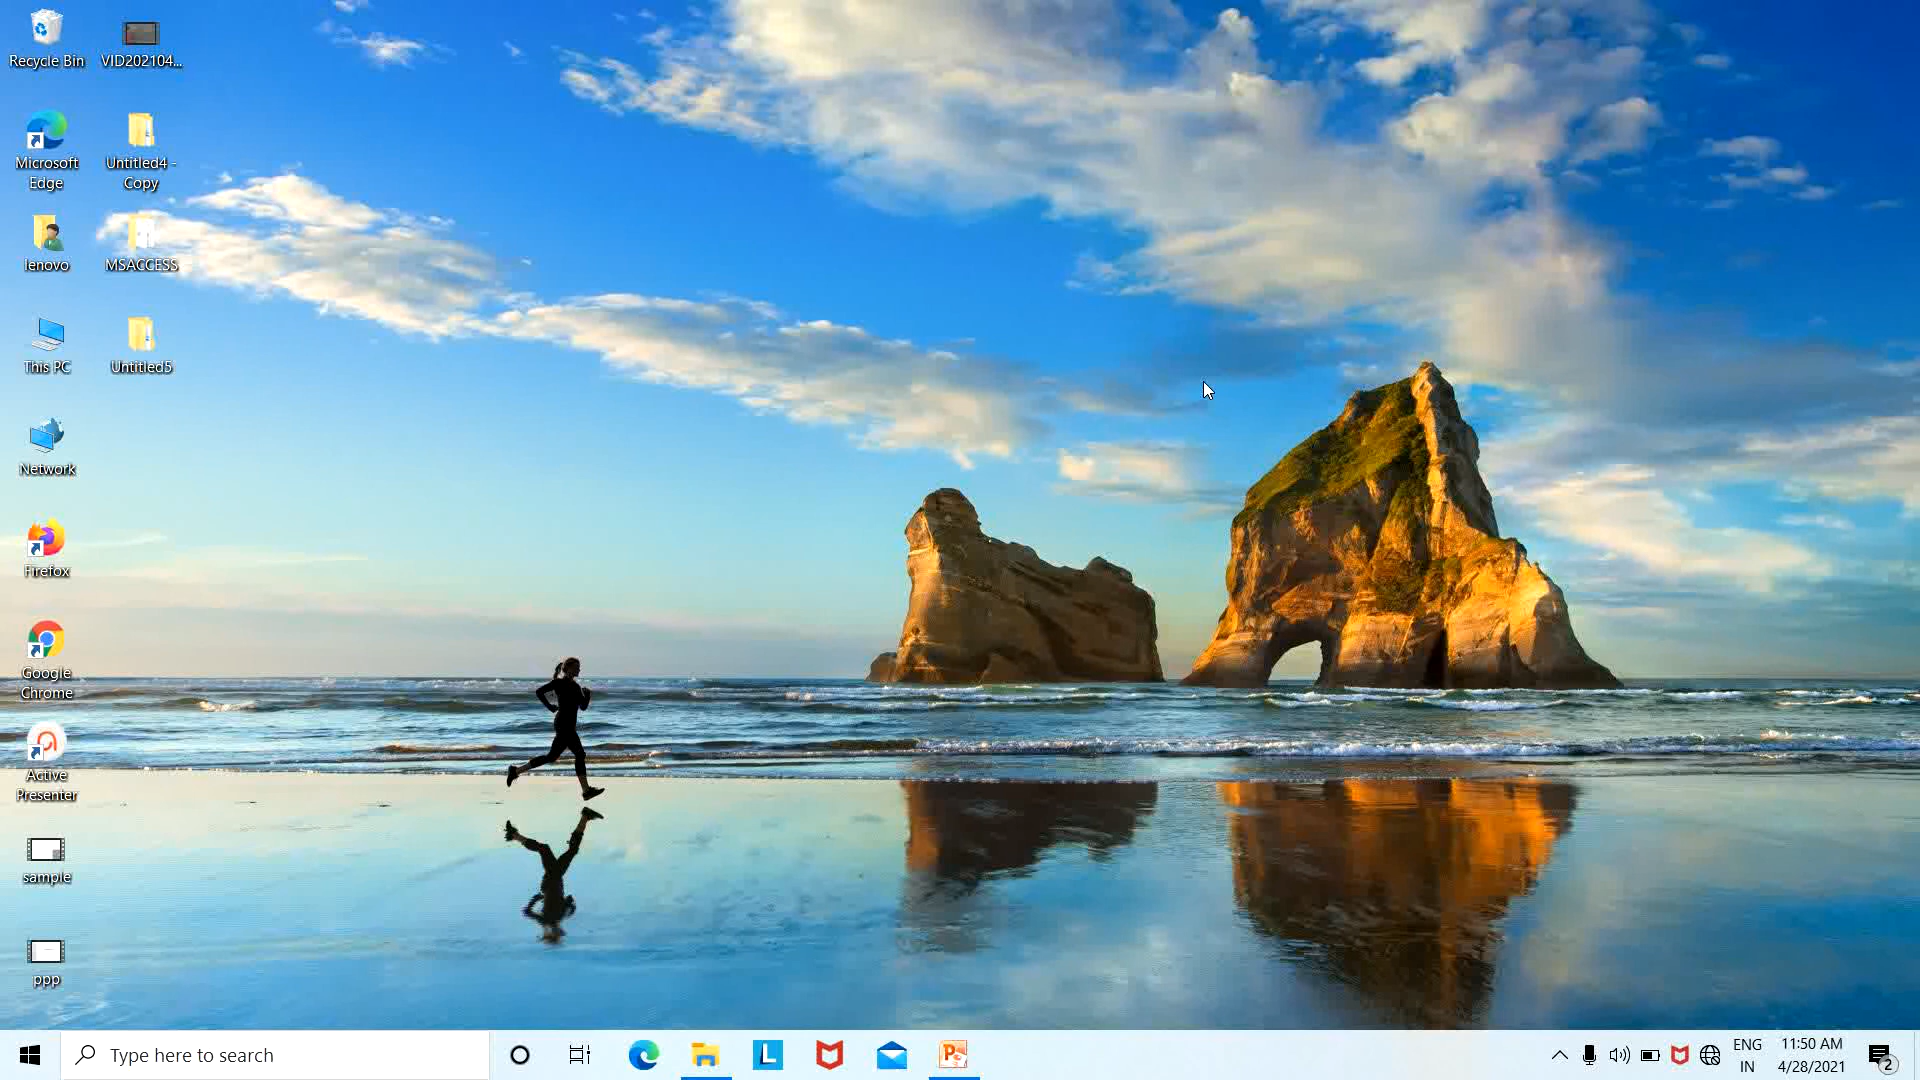 Recycle Bin
VID202104...
Microsoft
Edge
Untitled4 -
Copy
lenovo
MSACCESS
This PC
Untitled5
Network
Firefox
Google
Chrome
Active
Presenter
sample
ppp
Type here to search
ENG
IN
11:50 AM
4/28/2021
2